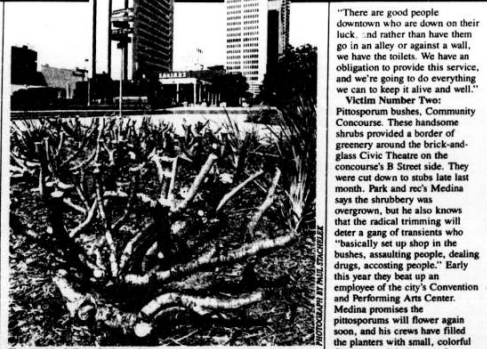 "There are good people
downtown who are down on their
luck, and rather than have them
go in an alley or against a wall,
we have the toilets. We have an
obligation to provide this service,
and we're going to do everything
we can to keep it alive and well."
Victim Number Two:
Pittosporum bushes, Community
Concourse. These handsome
shrubs provided a border of
greenery around the brick-and-
glass Civic Theatre on the
concourse's B Street side. They
were cut down to stubs late last
month. Park and rec's Medina
says the shrubbery was
overgrown, but he also knows
that the radical trimming will
deter a gang of transients who
"basically set up shop in the
bushes, assaulting people, dealing
drugs, accosting people." Early
this year they beat up an
employee of the city's Convention
and Performing Arts Center.
Medina promises the
pittosporums will flower again
soon, and his crews have filled
the planters with small, colorful
PHOTOGRAPH BY PAUL STACHELEK